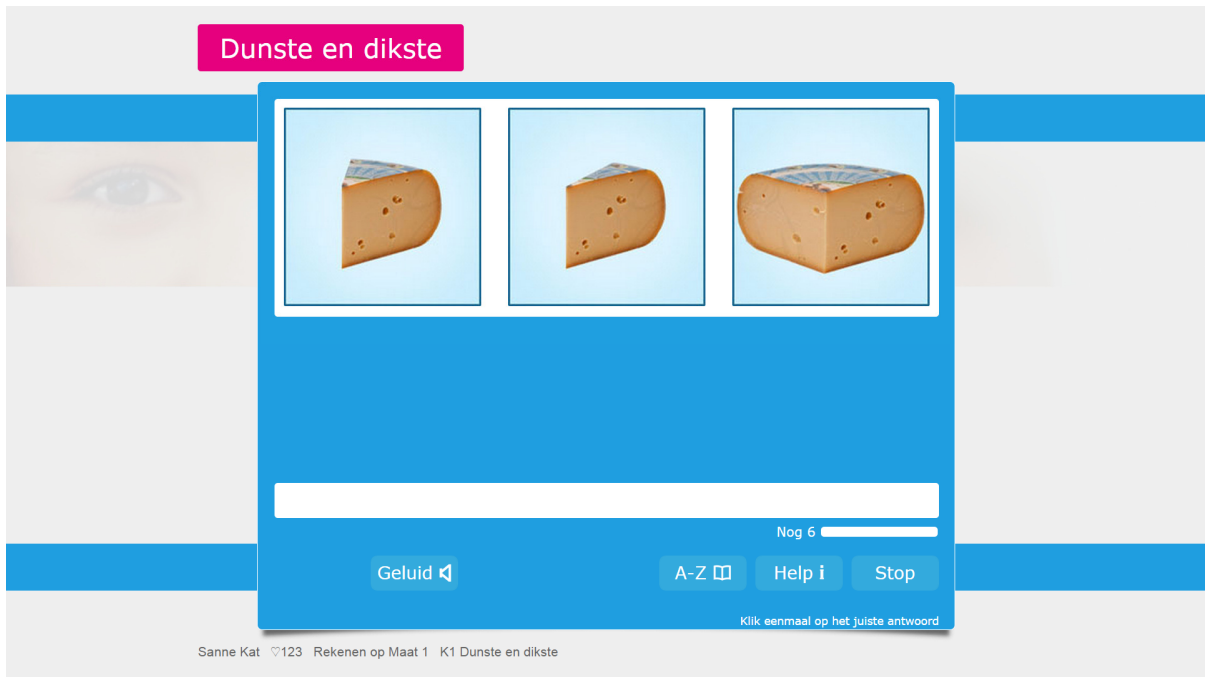 Dunste en dikste
Nog 6
Geluid
A-Z
Help i
Stop
Klik eenmaal op het juiste antwoord
Sanne Kat ♡123 Rekenen op Maat 1 K1 Dunste en dikste